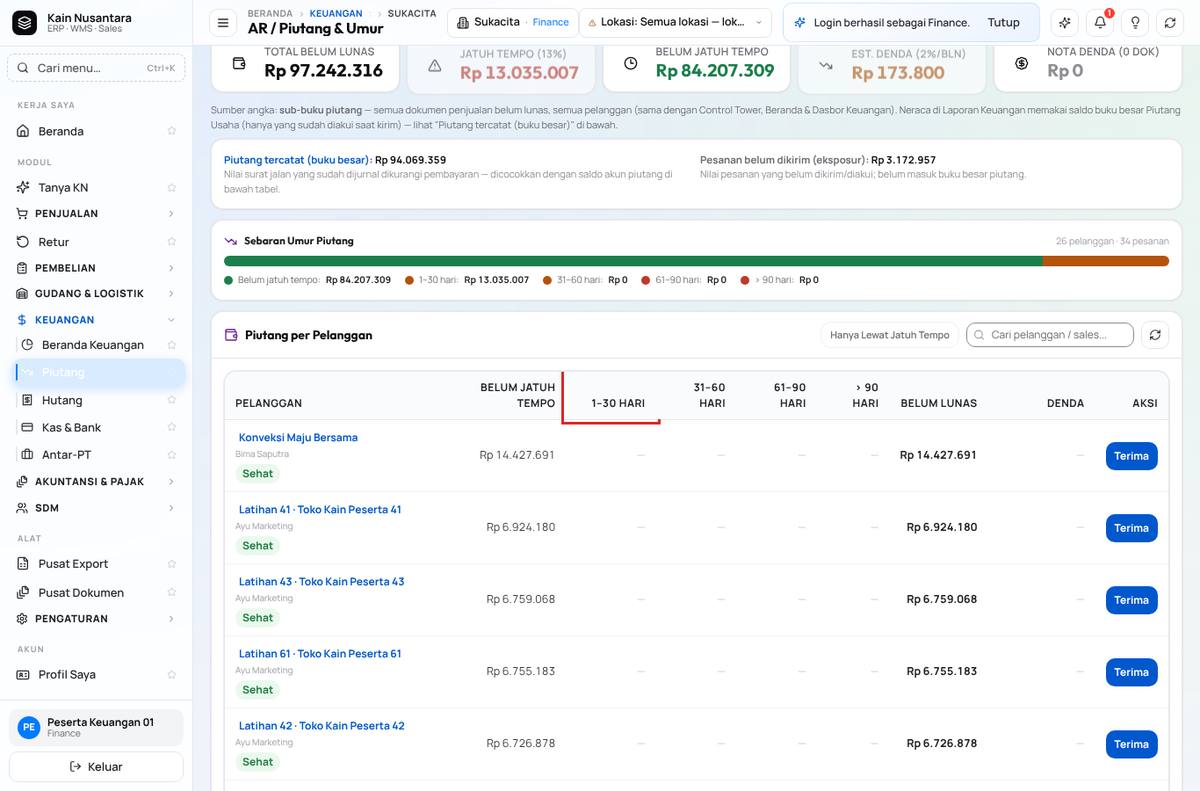 Kain Nusantara
ERP · WMS · Sales
Cari menu... Ctrl+K
KERJA SAYA
Beranda
MODUL
Tanya KN
PENJUALAN
Retur
PEMBELIAN
GUDANG & LOGISTIK
KEUANGAN
Beranda Keuangan
Piutang
Hutang
Kas & Bank
Antar-PT
AKUNTANSI & PAJAK
SDM
ALAT
Pusat Export
Pusat Dokumen
PENGATURAN
AKUN
Profil Saya
PE Peserta Keuangan 01
Finance
Keluar
BERANDA > KEUANGAN > SUKACITA
AR / Piutang & Umur
Sukacita · Finance
Lokasi: Semua lokasi — lok...
Login berhasil sebagai Finance. Tutup
1
TOTAL BELUM LUNAS
Rp 97.242.316
JATUH TEMPO (13%)
Rp 13.035.007
BELUM JATUH TEMPO
Rp 84.207.309
EST. DENDA (2%/BLN)
Rp 173.800
NOTA DENDA (0 DOK)
Rp 0
Sumber angka: sub-buku piutang — semua dokumen penjualan belum lunas, semua pelanggan (sama dengan Control Tower, Beranda & Dasbor Keuangan). Neraca di Laporan Keuangan memakai saldo buku besar Piutang
Usaha (hanya yang sudah diakui saat kirim) — lihat "Piutang tercatat (buku besar)" di bawah.
Piutang tercatat (buku besar): Rp 94.069.359
Nilai surat jalan yang sudah dijurnal dikurangi pembayaran — dicocokkan dengan saldo akun piutang di
bawah tabel.
Pesanan belum dikirim (eksposur): Rp 3.172.957
Nilai pesanan yang belum dikirim/diakui; belum masuk buku besar piutang.
Sebaran Umur Piutang 26 pelanggan · 34 pesanan
Belum jatuh tempo: Rp 84.207.309 1–30 hari: Rp 13.035.007 31–60 hari: Rp 0 61–90 hari: Rp 0 > 90 hari: Rp 0
Piutang per Pelanggan Hanya Lewat Jatuh Tempo Cari pelanggan / sales...
PELANGGAN BELUM JATUH TEMPO 1–30 HARI 31–60 HARI 61–90 HARI > 90 HARI BELUM LUNAS DENDA AKSI
Konveksi Maju Bersama
Bima Saputra
Sehat
Rp 14.427.691 — — — — Rp 14.427.691 — Terima
Latihan 41 · Toko Kain Peserta 41
Ayu Marketing
Sehat
Rp 6.924.180 — — — — Rp 6.924.180 — Terima
Latihan 43 · Toko Kain Peserta 43
Ayu Marketing
Sehat
Rp 6.759.068 — — — — Rp 6.759.068 — Terima
Latihan 61 · Toko Kain Peserta 61
Ayu Marketing
Sehat
Rp 6.755.183 — — — — Rp 6.755.183 — Terima
Latihan 42 · Toko Kain Peserta 42
Ayu Marketing
Sehat
Rp 6.726.878 — — — — Rp 6.726.878 — Terima